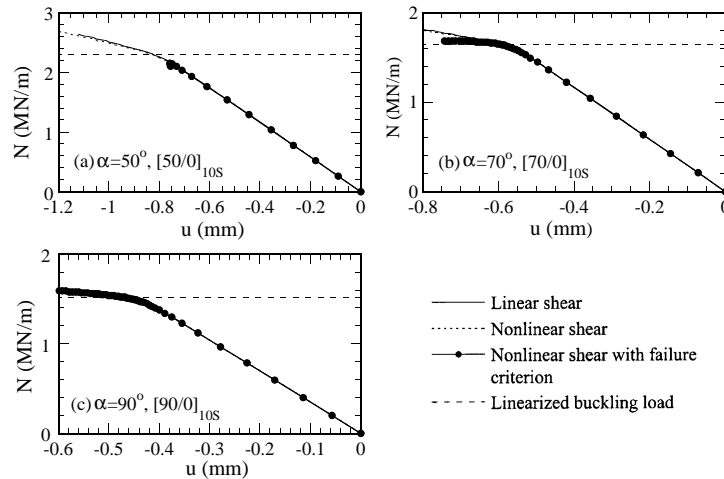 3
2
1
0
N (MN/m)
(a) α=50°, [50/0]10S
-1.2 -1 -0.8 -0.6 -0.4 -0.2 0
u (mm)
2
1
0
N (MN/m)
(b) α=70°, [70/0]10S
-0.8 -0.6 -0.4 -0.2 0
u (mm)
2
1
0
N (MN/m)
(c) α=90°, [90/0]10S
-0.6 -0.5 -0.4 -0.3 -0.2 -0.1 0
u (mm)
Linear shear
Nonlinear shear
Nonlinear shear with failure
criterion
Linearized buckling load